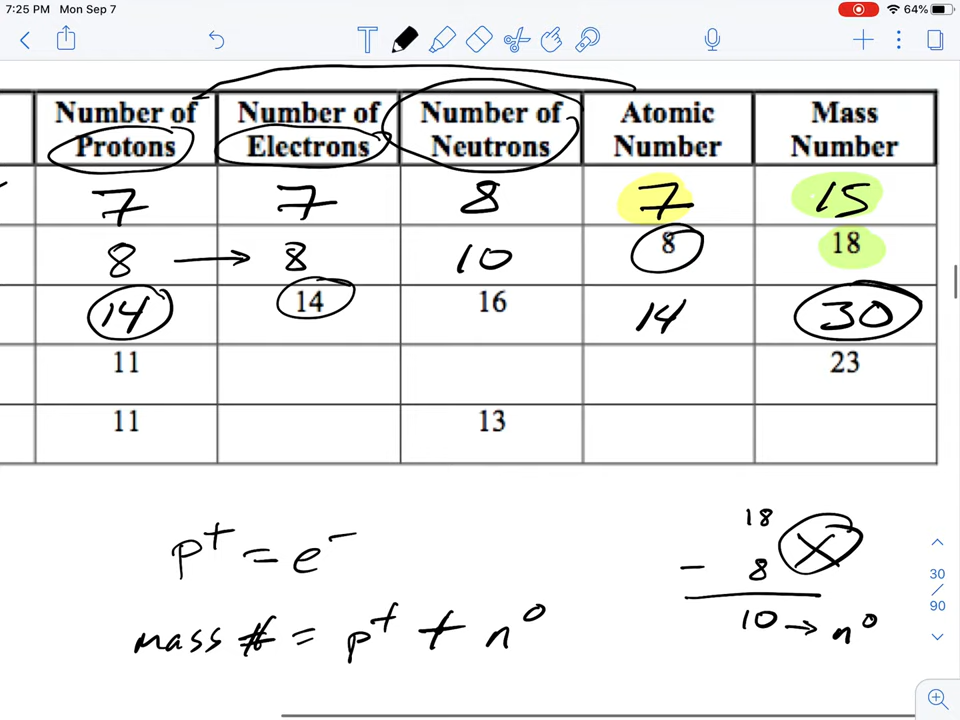 7:25 PM Mon Sep 7 64%
T
Number of Protons Number of Electrons Number of Neutrons Atomic Number Mass Number
7 7 8 7 15
8 → 8 10 8 18
14 14 16 14 30
11 23
11 13
p+ = e-
mass # = p+ + n0
18
- 8
10 → n0
30
/
90